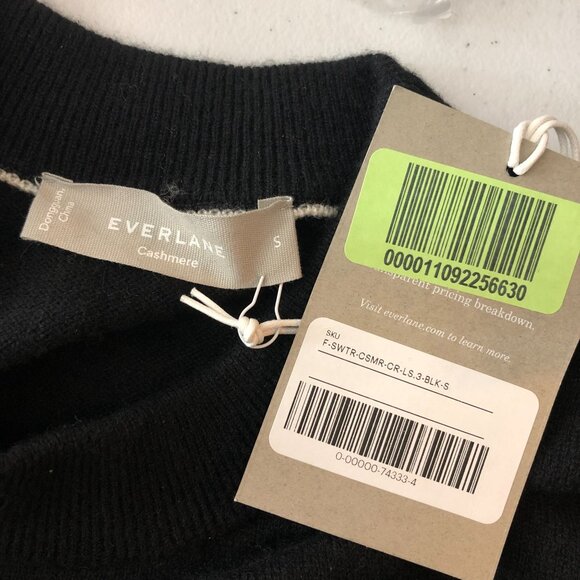 Dongguan,
China
EVERLANE
Cashmere
S
000011092256630
transparent pricing breakdown.
Visit everlane.com to learn more.
SKU
F-SWTR-CSMR-CR-LS.3-BLK-S
0-00000-74333-4